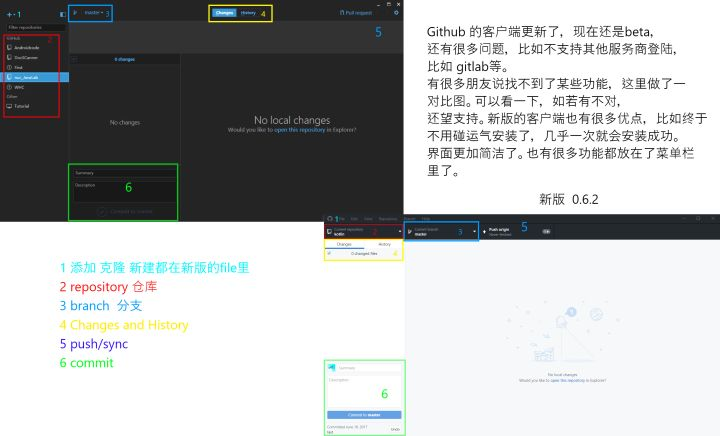 + 1
master 3
Changes History
4
Pull request
5
Filter repositories
GitHub
2
Androidnode
Test
WHC
Other
Tutorial
0 changes
No changes
No local changes
Would you like to open this repository in Explorer?
Summary
Description
6
Commit to master
Github 的客户端更新了，现在还是beta，
还有很多问题，比如不支持其他服务商登陆，
比如 gitlab等。
有很多朋友说找不到了某些功能，这里做了一
对比图。可以看一下，如若有不对，
还望支持。新版的客户端也有很多优点，比如终于
不用碰运气安装了，几乎一次就会安装成功。
界面更加简洁了。也有很多功能都放在了菜单栏
里了。
新版 0.6.2
1 添加 克隆 新建都在新版的file里
2 repository 仓库
3 branch 分支
4 Changes and History
5 push/sync
6 commit
1 File Edit View Repository Branch Help
Current repository
kotlin
2
Current branch
master
3
Push origin
5
Changes History
0 changed files
4
No local changes
Would you like to open this repository in Explorer?
Summary
Description
6
Commit to master
Committed June 18, 2017
test
Undo